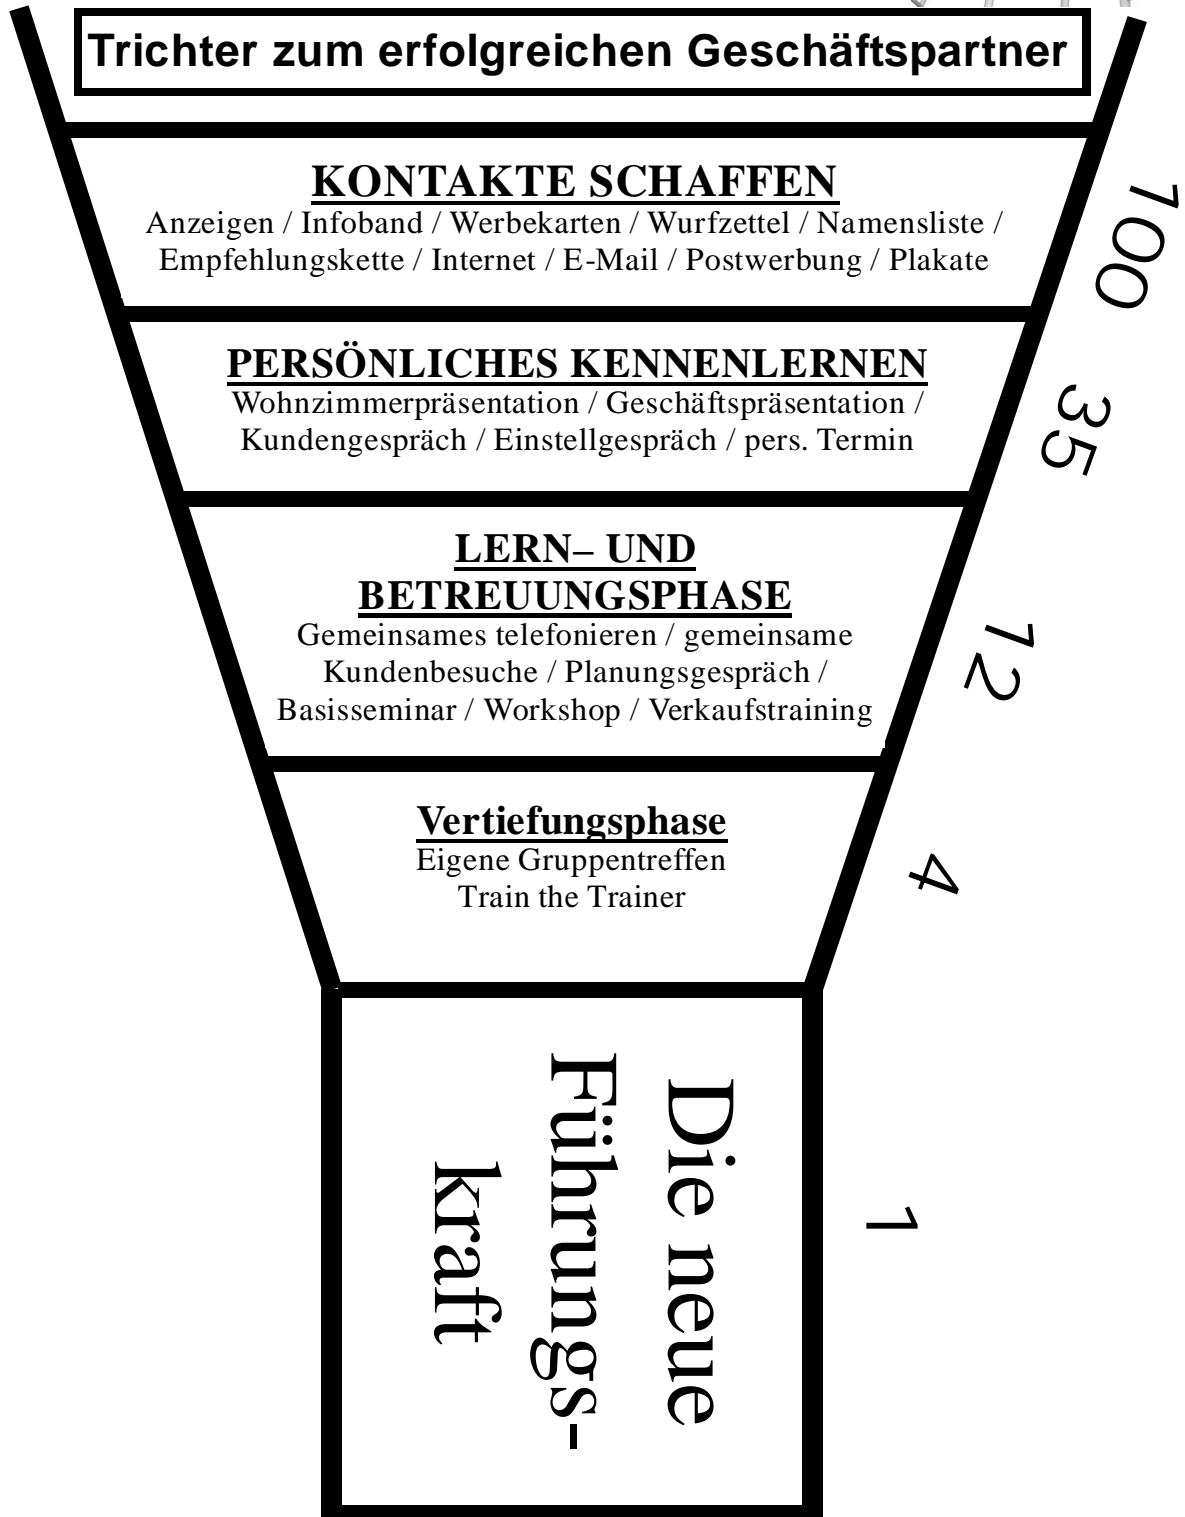 Trichter zum erfolgreichen Geschäftspartner
KONTAKTE SCHAFFEN
Anzeigen / Infoband / Werbekarten / Wurfzettel / Namensliste /
Empfehlungskette / Internet / E-Mail / Postwerbung / Plakate
100
PERSÖNLICHES KENNENLERNEN
Wohnzimmerpräsentation / Geschäftspräsentation /
Kundengespräch / Einstellgespräch / pers. Termin
35
LERN– UND
BETREUUNGSPHASE
Gemeinsames telefonieren / gemeinsame
Kundenbesuche / Planungsgespräch /
Basisseminar / Workshop / Verkaufstraining
12
Vertiefungsphase
Eigene Gruppentreffen
Train the Trainer
4
Die neue
Führungs-
kraft
1